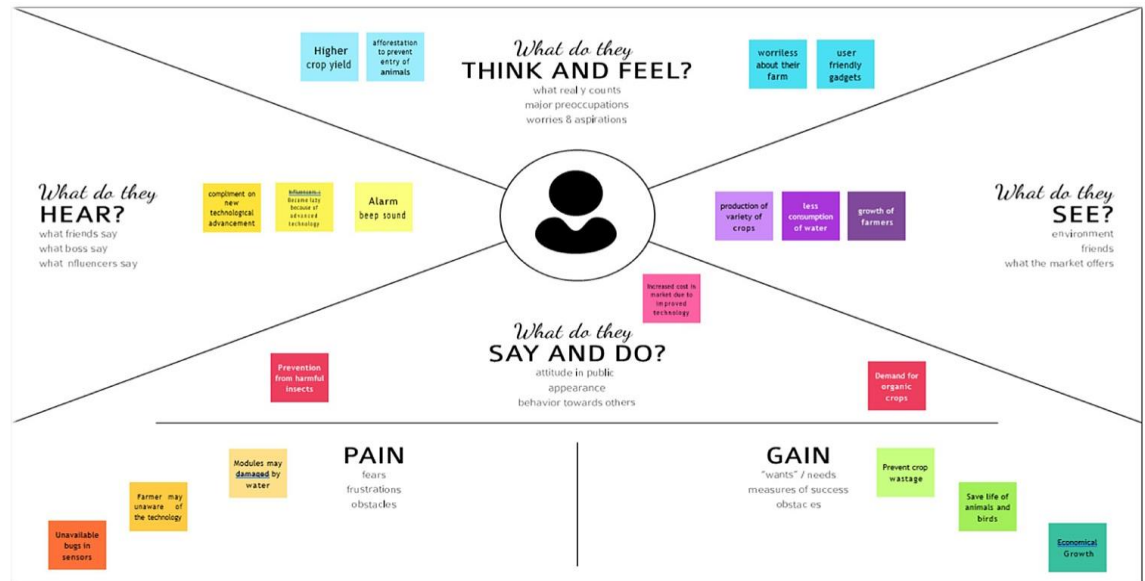 What do they
THINK AND FEEL?
what real y counts
major preoccupations
worries & aspirations
Higher
crop yield
afforestation
to prevent
entry of
animals
worriless
about their
farm
user
friendly
gadgets
What do they
HEAR?
what friends say
what boss say
what nfluencers say
compliment on
new
technological
advancement
Became lazy
because of
advanced
technology
Alarm
beep sound
production of
variety of
crops
less
consumption
of water
growth of
farmers
What do they
SEE?
environment
friends
what the market offers
Increased cost in
market due to
improved
technology
What do they
SAY AND DO?
attitude in public
appearance
behavior towards others
Prevention
from harmful
insects
Demand for
organic
crops
PAIN
fears
frustrations
obstacles
Modules may
damaged by
water
Farmer may
unaware of
the technology
Unavailable
bugs in
sensors
GAIN
"wants" / needs
measures of success
obstac es
Prevent crop
wastage
Save life of
animals and
birds
Economical
Growth